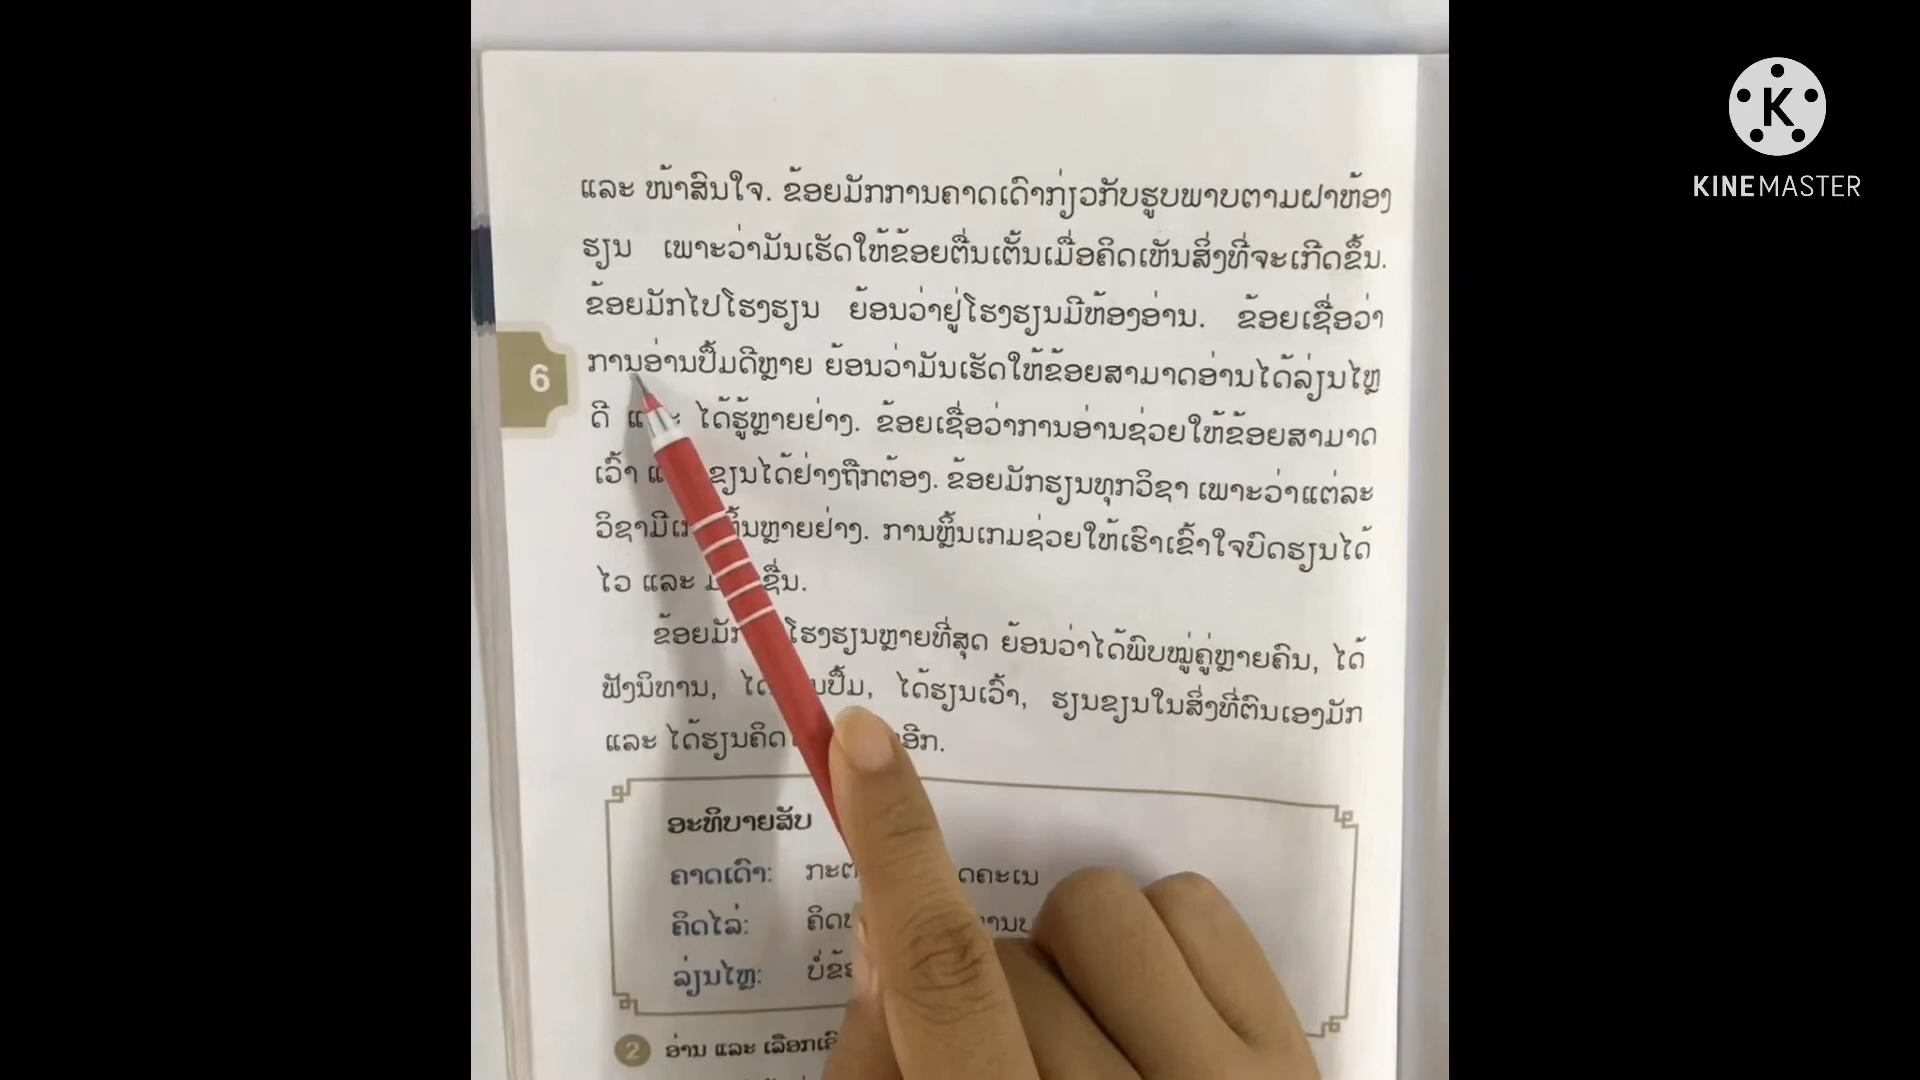 ແລະ ໜ້າສົນໃຈ. ຂ້ອຍມັກການຄາດເດົາກ່ຽວກັບຮູບພາບຕາມຝາຫ້ອງ
K
KINEMASTER
ຮຽນ ເພາະວ່າມັນເຮັດໃຫ້ຂ້ອຍຕື່ນເຕັ້ນເມື່ອຄິດເຫັນສິ່ງທີ່ຈະເກີດຂຶ້ນ.
ຂ້ອຍມັກໄປໂຮງຮຽນ ຍ້ອນວ່າຢູ່ໂຮງຮຽນມີຫ້ອງອ່ານ. ຂ້ອຍເຊື່ອວ່າ
6
ການອ່ານປຶ້ມດີຫຼາຍ ຍ້ອນວ່າມັນເຮັດໃຫ້ຂ້ອຍສາມາດອ່ານໄດ້ລ່ຽນໄຫຼ
ດີ ໄດ້ຮູ້ຫຼາຍຢ່າງ. ຂ້ອຍເຊື່ອວ່າການອ່ານຊ່ວຍໃຫ້ຂ້ອຍສາມາດ
ເວົ້າ ຂຽນໄດ້ຢ່າງຖືກຕ້ອງ. ຂ້ອຍມັກຮຽນທຸກວິຊາ ເພາະວ່າແຕ່ລະ
ວິຊາມີ ຫຼາຍຢ່າງ. ການຫຼິ້ນເກມຊ່ວຍໃຫ້ເຮົາເຂົ້າໃຈບົດຮຽນໄດ້
ໄວ ແລະ ຊື່ນ.
ຂ້ອຍມັກ ໂຮງຮຽນຫຼາຍທີ່ສຸດ ຍ້ອນວ່າໄດ້ພົບໝູ່ຄູ່ຫຼາຍຄົນ, ໄດ້
ຟັງນິທານ, ປຶ້ມ, ໄດ້ຮຽນເວົ້າ, ຮຽນຂຽນໃນສິ່ງທີ່ຕົນເອງມັກ
ແລະ ໄດ້ຮຽນຄິດ ອີກ.
ອະທິບາຍສັບ
ຄາດເດົາ:
ຄິດໄລ່:
ລ່ຽນໄຫຼ:
2 ອ່ານ ແລະ